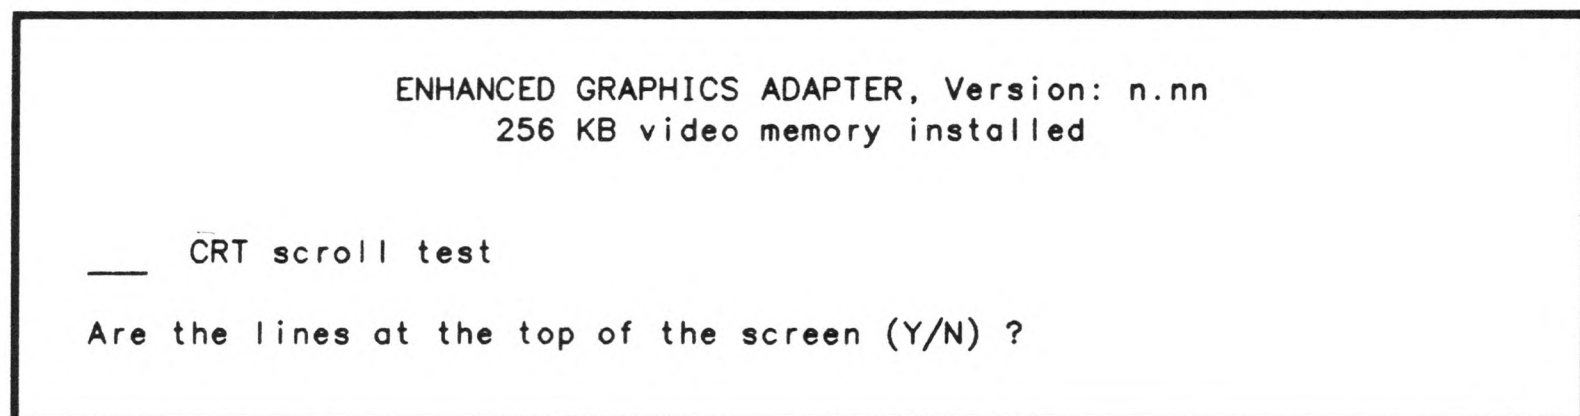 ENHANCED GRAPHICS ADAPTER, Version: n.nn
256 KB video memory installed
___ CRT scroll test
Are the lines at the top of the screen (Y/N) ?